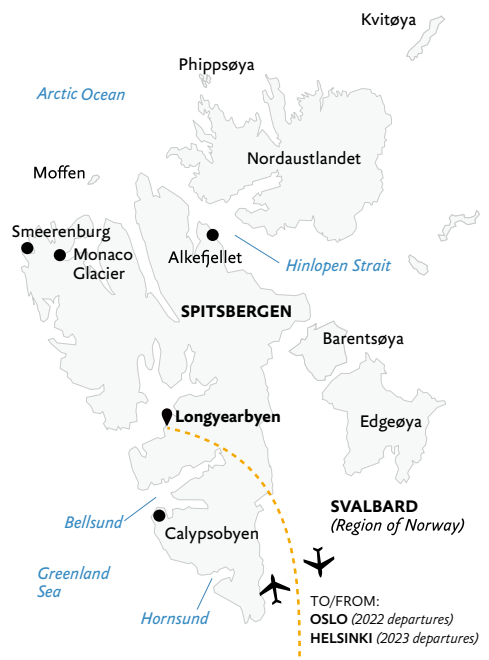 Kvitøya
Phippsøya
Arctic Ocean
Nordaustlandet
Moffen
Smeerenburg
Monaco
Glacier
Alkefjellet
Hinlopen Strait
SPITSBERGEN
Barentsøya
Longyearbyen
Edgeøya
SVALBARD
(Region of Norway)
Bellsund
Calypsobyen
Greenland
Sea
Hornsund
TO/FROM:
OSLO (2022 departures)
HELSINKI (2023 departures)